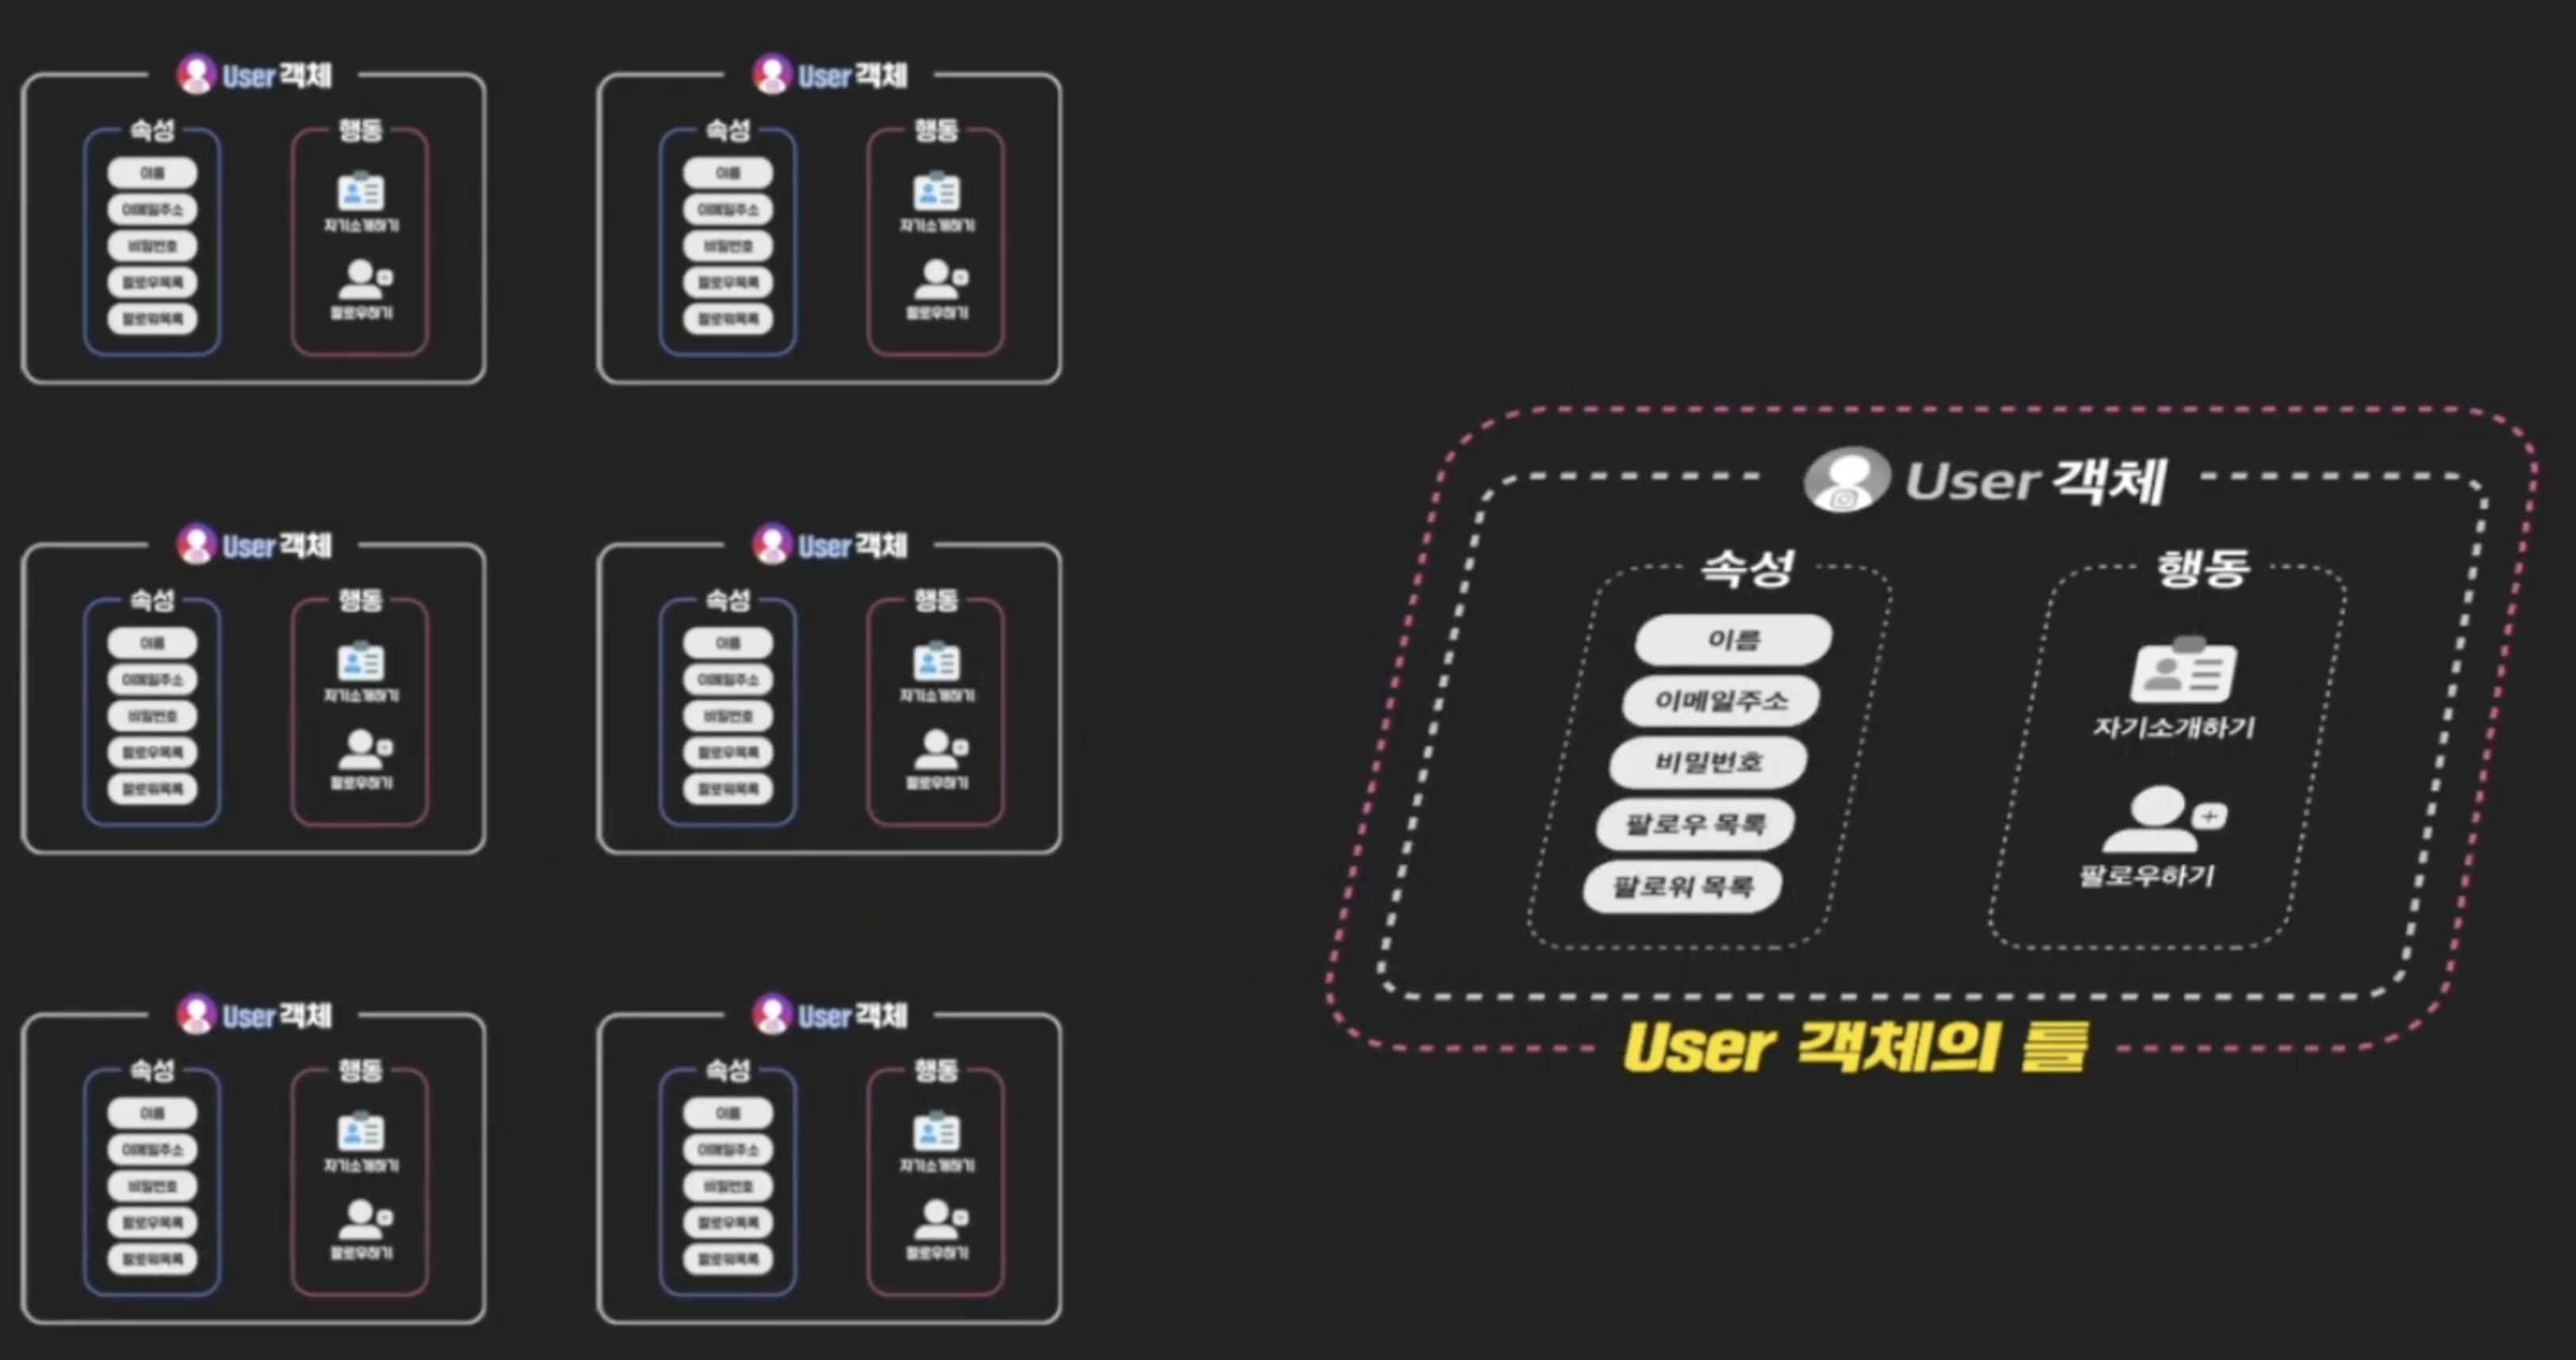 User 객체
속성
이름
이메일주소
비밀번호
팔로우목록
팔로워목록
행동
자기소개하기
팔로우하기
User 객체
속성
이름
이메일주소
비밀번호
팔로우목록
팔로워목록
행동
자기소개하기
팔로우하기
User 객체
속성
이름
이메일주소
비밀번호
팔로우목록
팔로워목록
행동
자기소개하기
팔로우하기
User 객체
속성
이름
이메일주소
비밀번호
팔로우목록
팔로워목록
행동
자기소개하기
팔로우하기
User 객체
속성
이름
이메일주소
비밀번호
팔로우목록
팔로워목록
행동
자기소개하기
팔로우하기
User 객체
속성
이름
이메일주소
비밀번호
팔로우목록
팔로워목록
행동
자기소개하기
팔로우하기
User 객체
속성
이름
이메일주소
비밀번호
팔로우 목록
팔로워 목록
행동
자기소개하기
팔로우하기
User 객체의 틀